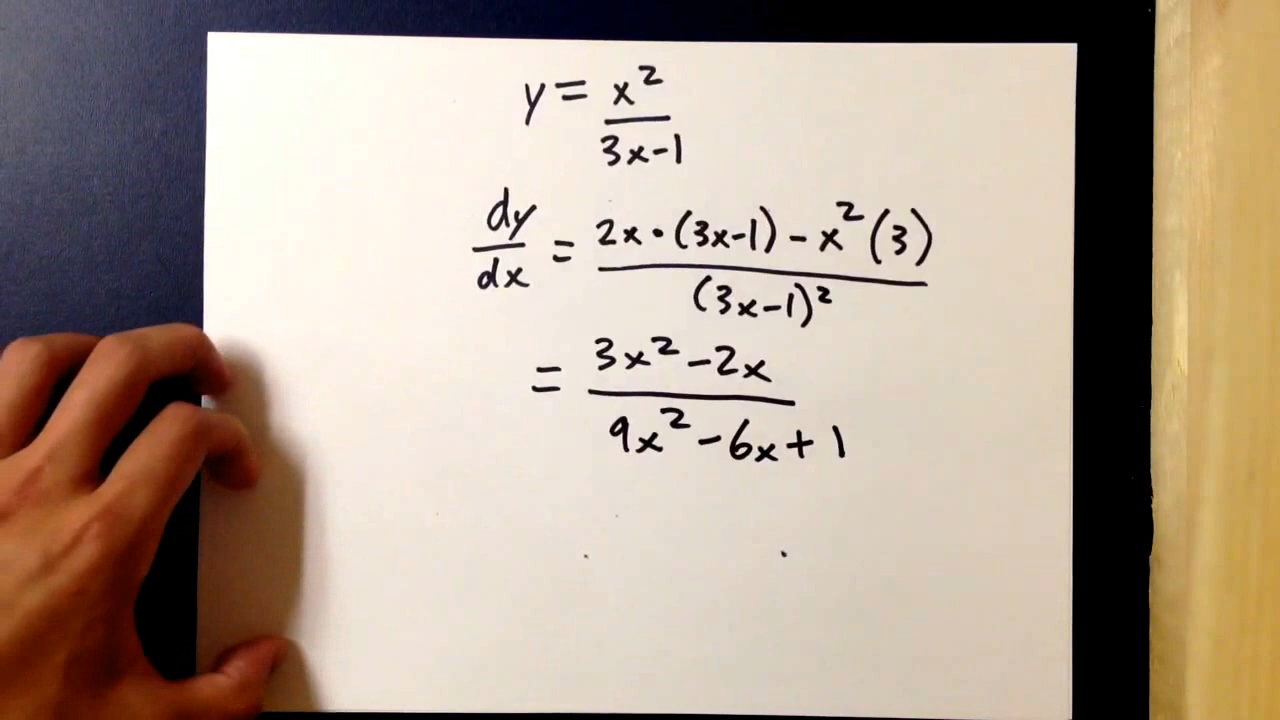 y = x²/(3x-1)
dy/dx = (2x·(3x-1) - x²(3))/(3x-1)²
= (3x² - 2x)/(9x² - 6x + 1)